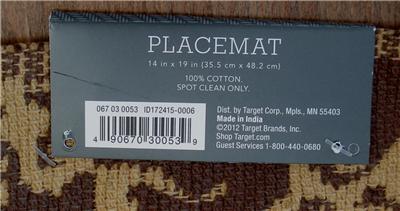 PLACEMAT
14 in x 19 in (35.5 cm x 48.2 cm)
100% COTTON.
SPOT CLEAN ONLY.
067 03 0053 ID172415-0006
4 90670 30053 9
Dist. by Target Corp., Mpls., MN 55403
Made in India
©2012 Target Brands, Inc.
Shop Target.com
Guest Services 1-800-440-0680